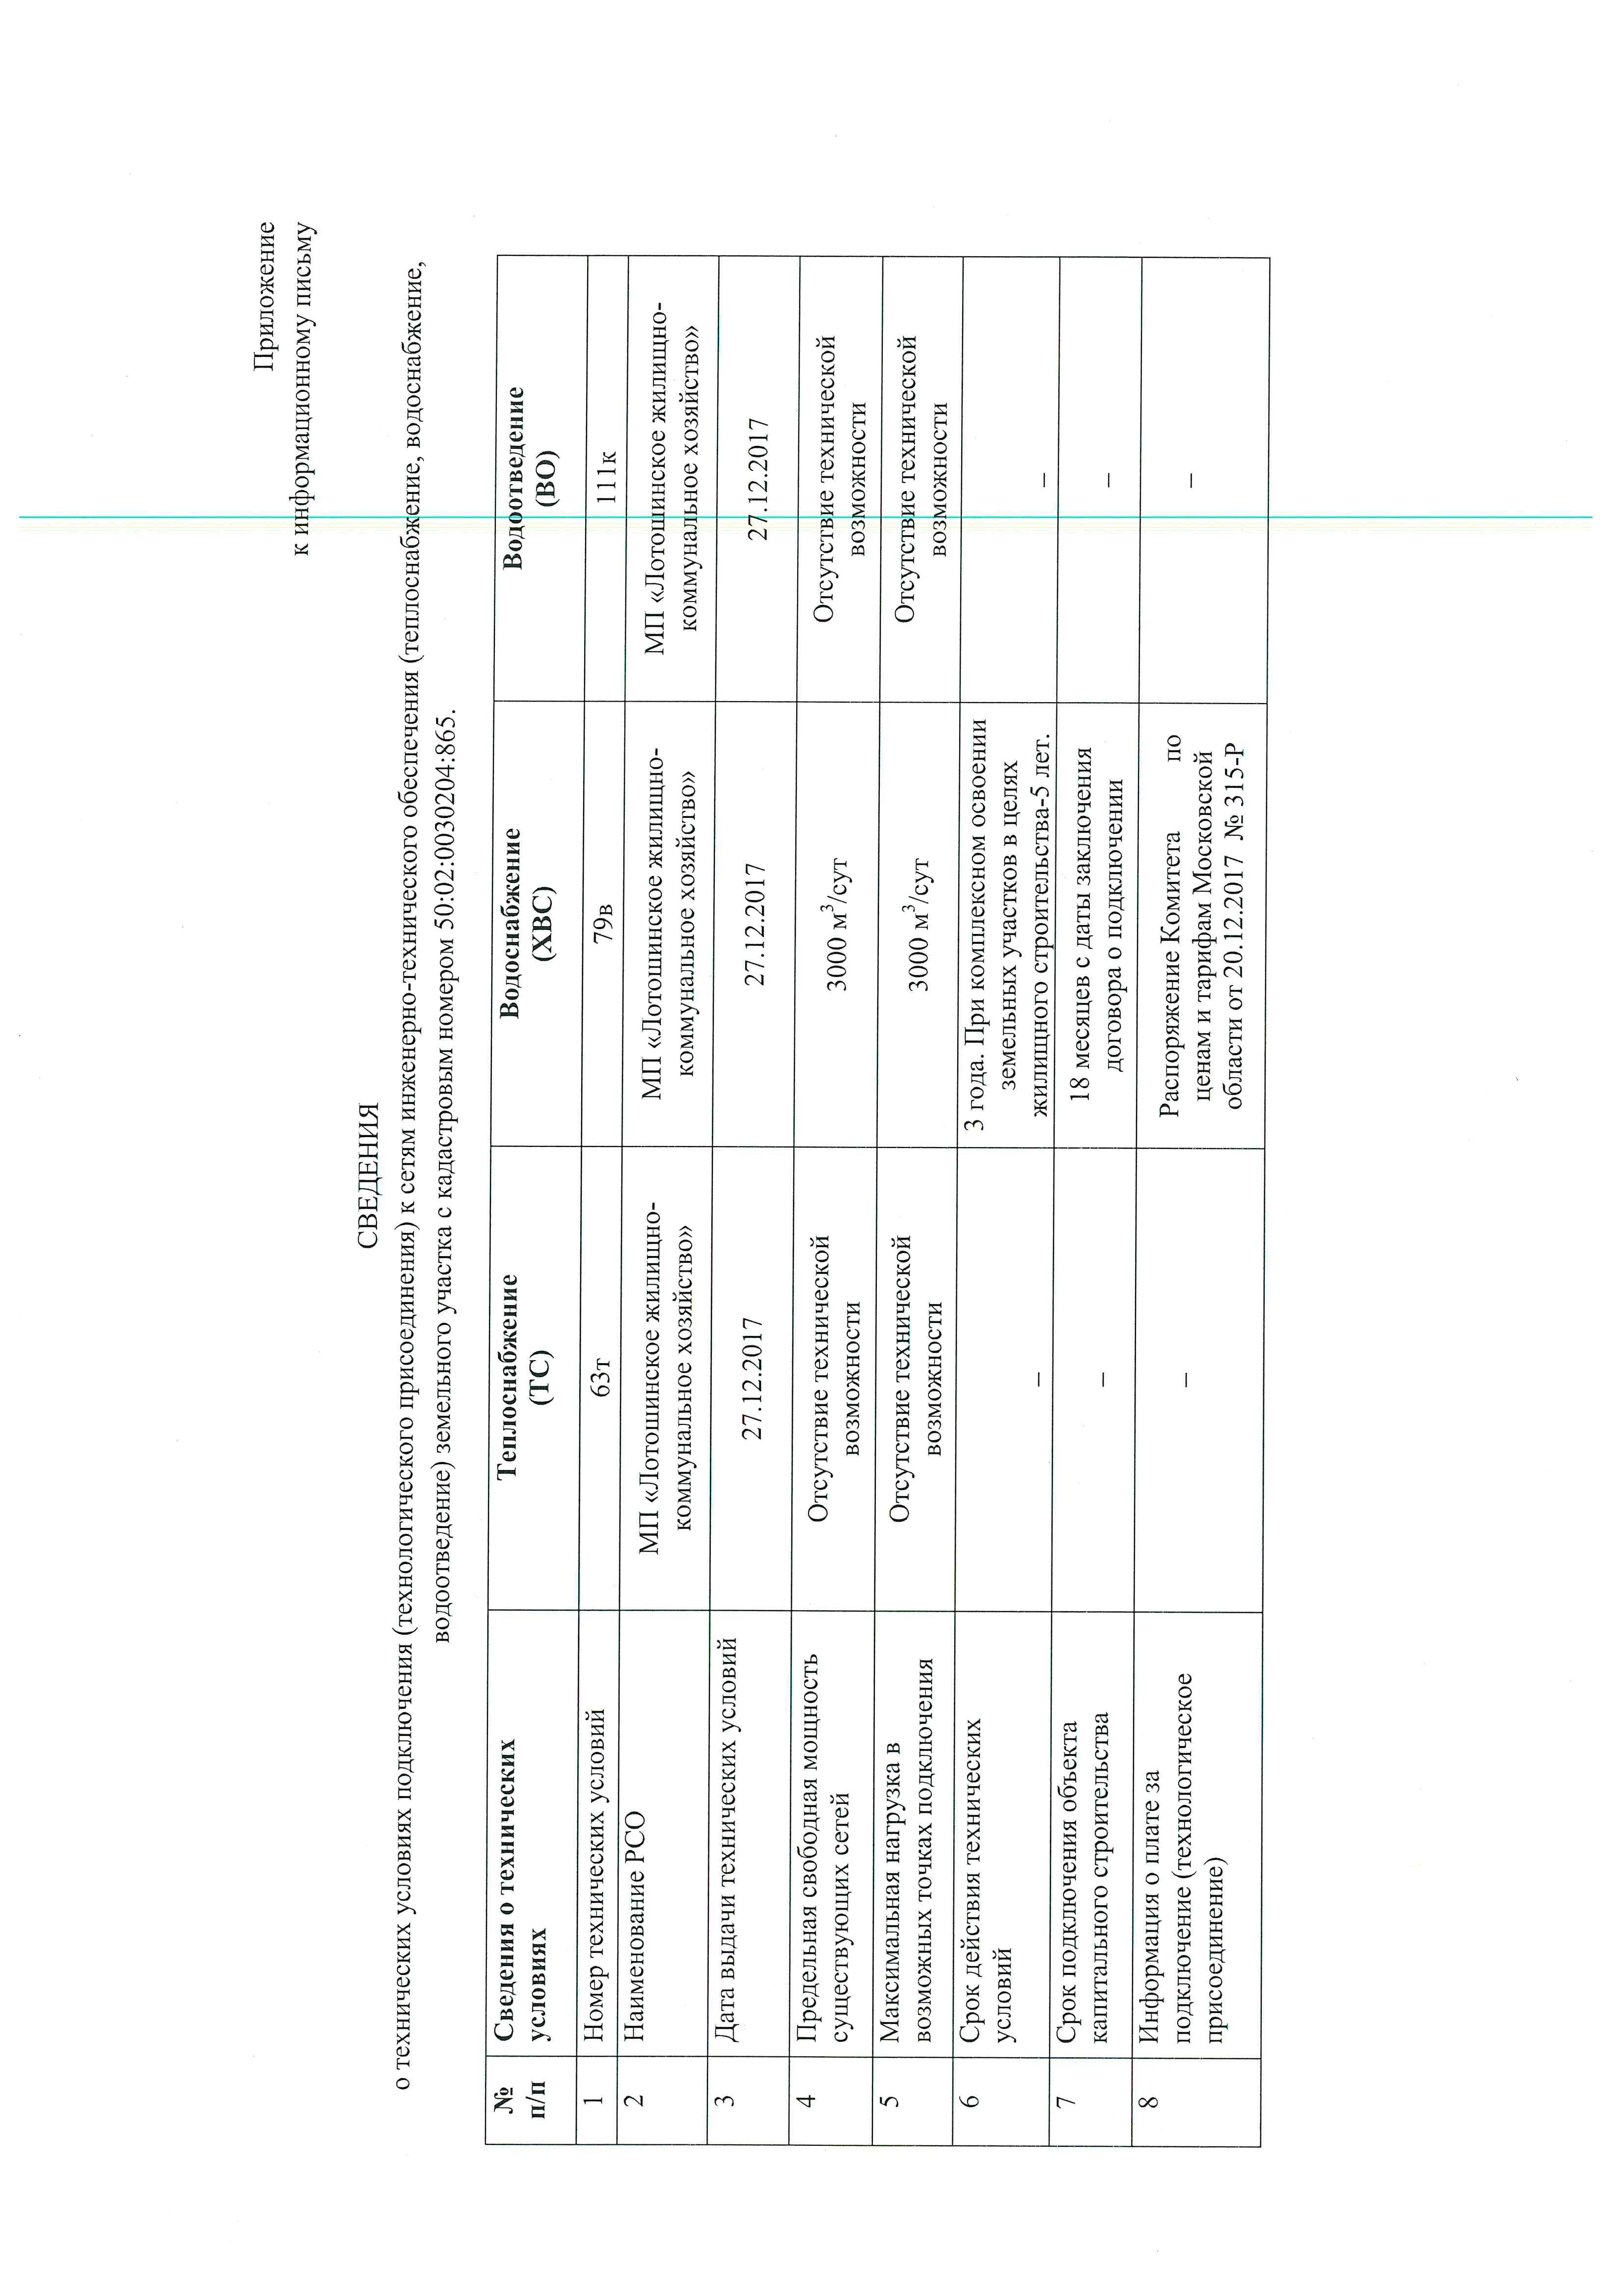 Приложение
к информационному письму
СВЕДЕНИЯ
о технических условиях подключения (технологического присоединения) к сетям инженерно-технического обеспечения (теплоснабжение, водоснабжение,
водоотведение) земельного участка с кадастровым номером 50:02:0030204:865.
№
п/п
Сведения о технических
условиях
Теплоснабжение
(ТС)
Водоснабжение
(ХВС)
Водоотведение
(ВО)
1
Номер технических условий
63т
79в
111к
2
Наименование РСО
МП «Лотошинское жилищно-
коммунальное хозяйство»
МП «Лотошинское жилищно-
коммунальное хозяйство»
МП «Лотошинское жилищно-
коммунальное хозяйство»
3
Дата выдачи технических условий
27.12.2017
27.12.2017
27.12.2017
4
Предельная свободная мощность
существующих сетей
Отсутствие технической
возможности
3000 м³/сут
Отсутствие технической
возможности
5
Максимальная нагрузка в
возможных точках подключения
Отсутствие технической
возможности
3000 м³/сут
Отсутствие технической
возможности
6
Срок действия технических
условий
–
3 года. При комплексном освоении
земельных участков в целях
жилищного строительства-5 лет.
–
7
Срок подключения объекта
капитального строительства
–
18 месяцев с даты заключения
договора о подключении
–
8
Информация о плате за
подключение (технологическое
присоединение)
–
Распоряжение Комитета по
ценам и тарифам Московской
области от 20.12.2017 № 315-Р
–